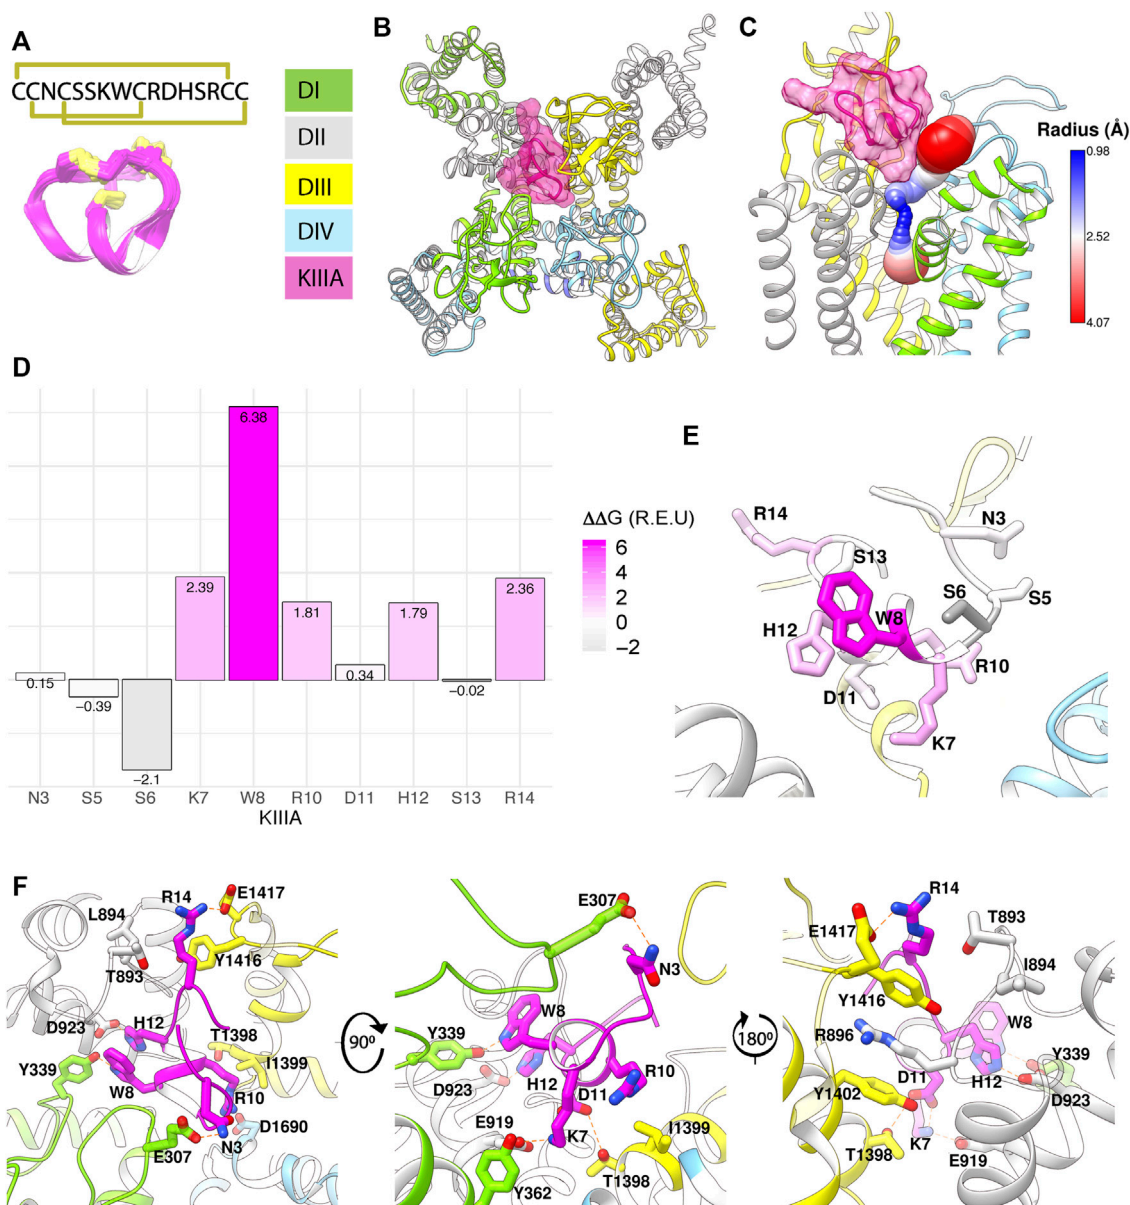 A
CCNCSSKWCRDHSRCC
DI
DII
DIII
DIV
KIIIA
B
C
Radius (Å)
0.98
2.52
4.07
D
0.15
−0.39
−2.1
2.39
6.38
1.81
0.34
1.79
−0.02
2.36
N3
S5
S6
K7
W8
R10
D11
H12
S13
R14
KIIIA
ΔΔG (R.E.U)
6
4
2
0
−2
E
R14
N3
S13
S6
S5
W8
H12
R10
D11
K7
F
R14
E1417
L894
Y1416
T893
D923
H12
T1398
Y339
I1399
W8
R10
D1690
N3
E307
90º
E307
N3
W8
Y339
D923
H12
R10
D11
E919
K7
I1399
Y362
T1398
180º
R14
E1417
T893
I894
Y1416
R896
W8
D11
H12
Y339
Y1402
D923
K7
T1398
E919